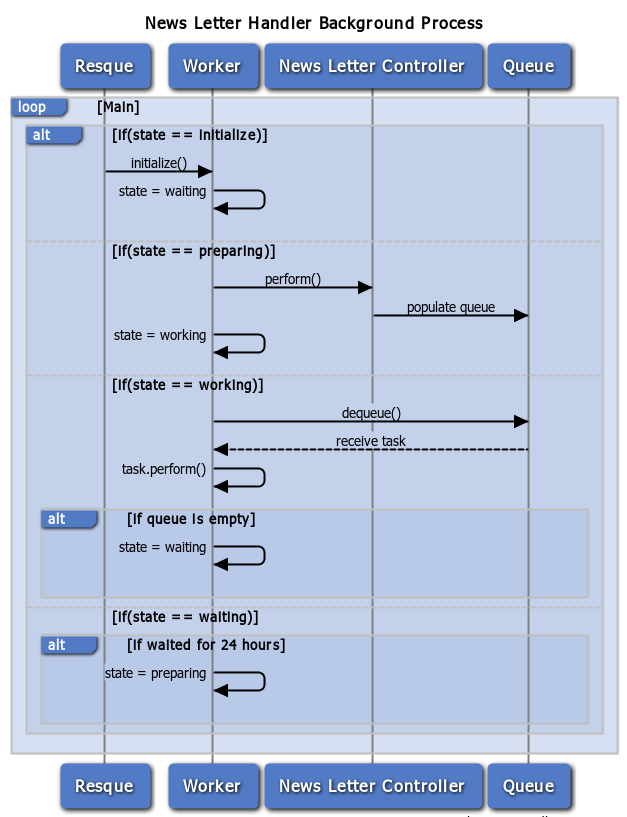 News Letter Handler Background Process
Resque Worker News Letter Controller Queue
loop [Main]
alt [if(state == initialize)]
initialize()
state = waiting
[if(state == preparing)]
perform()
populate queue
state = working
[if(state == working)]
dequeue()
receive task
task.perform()
alt [if queue is empty]
state = waiting
[if(state == waiting)]
alt [if waited for 24 hours]
state = preparing
Resque Worker News Letter Controller Queue